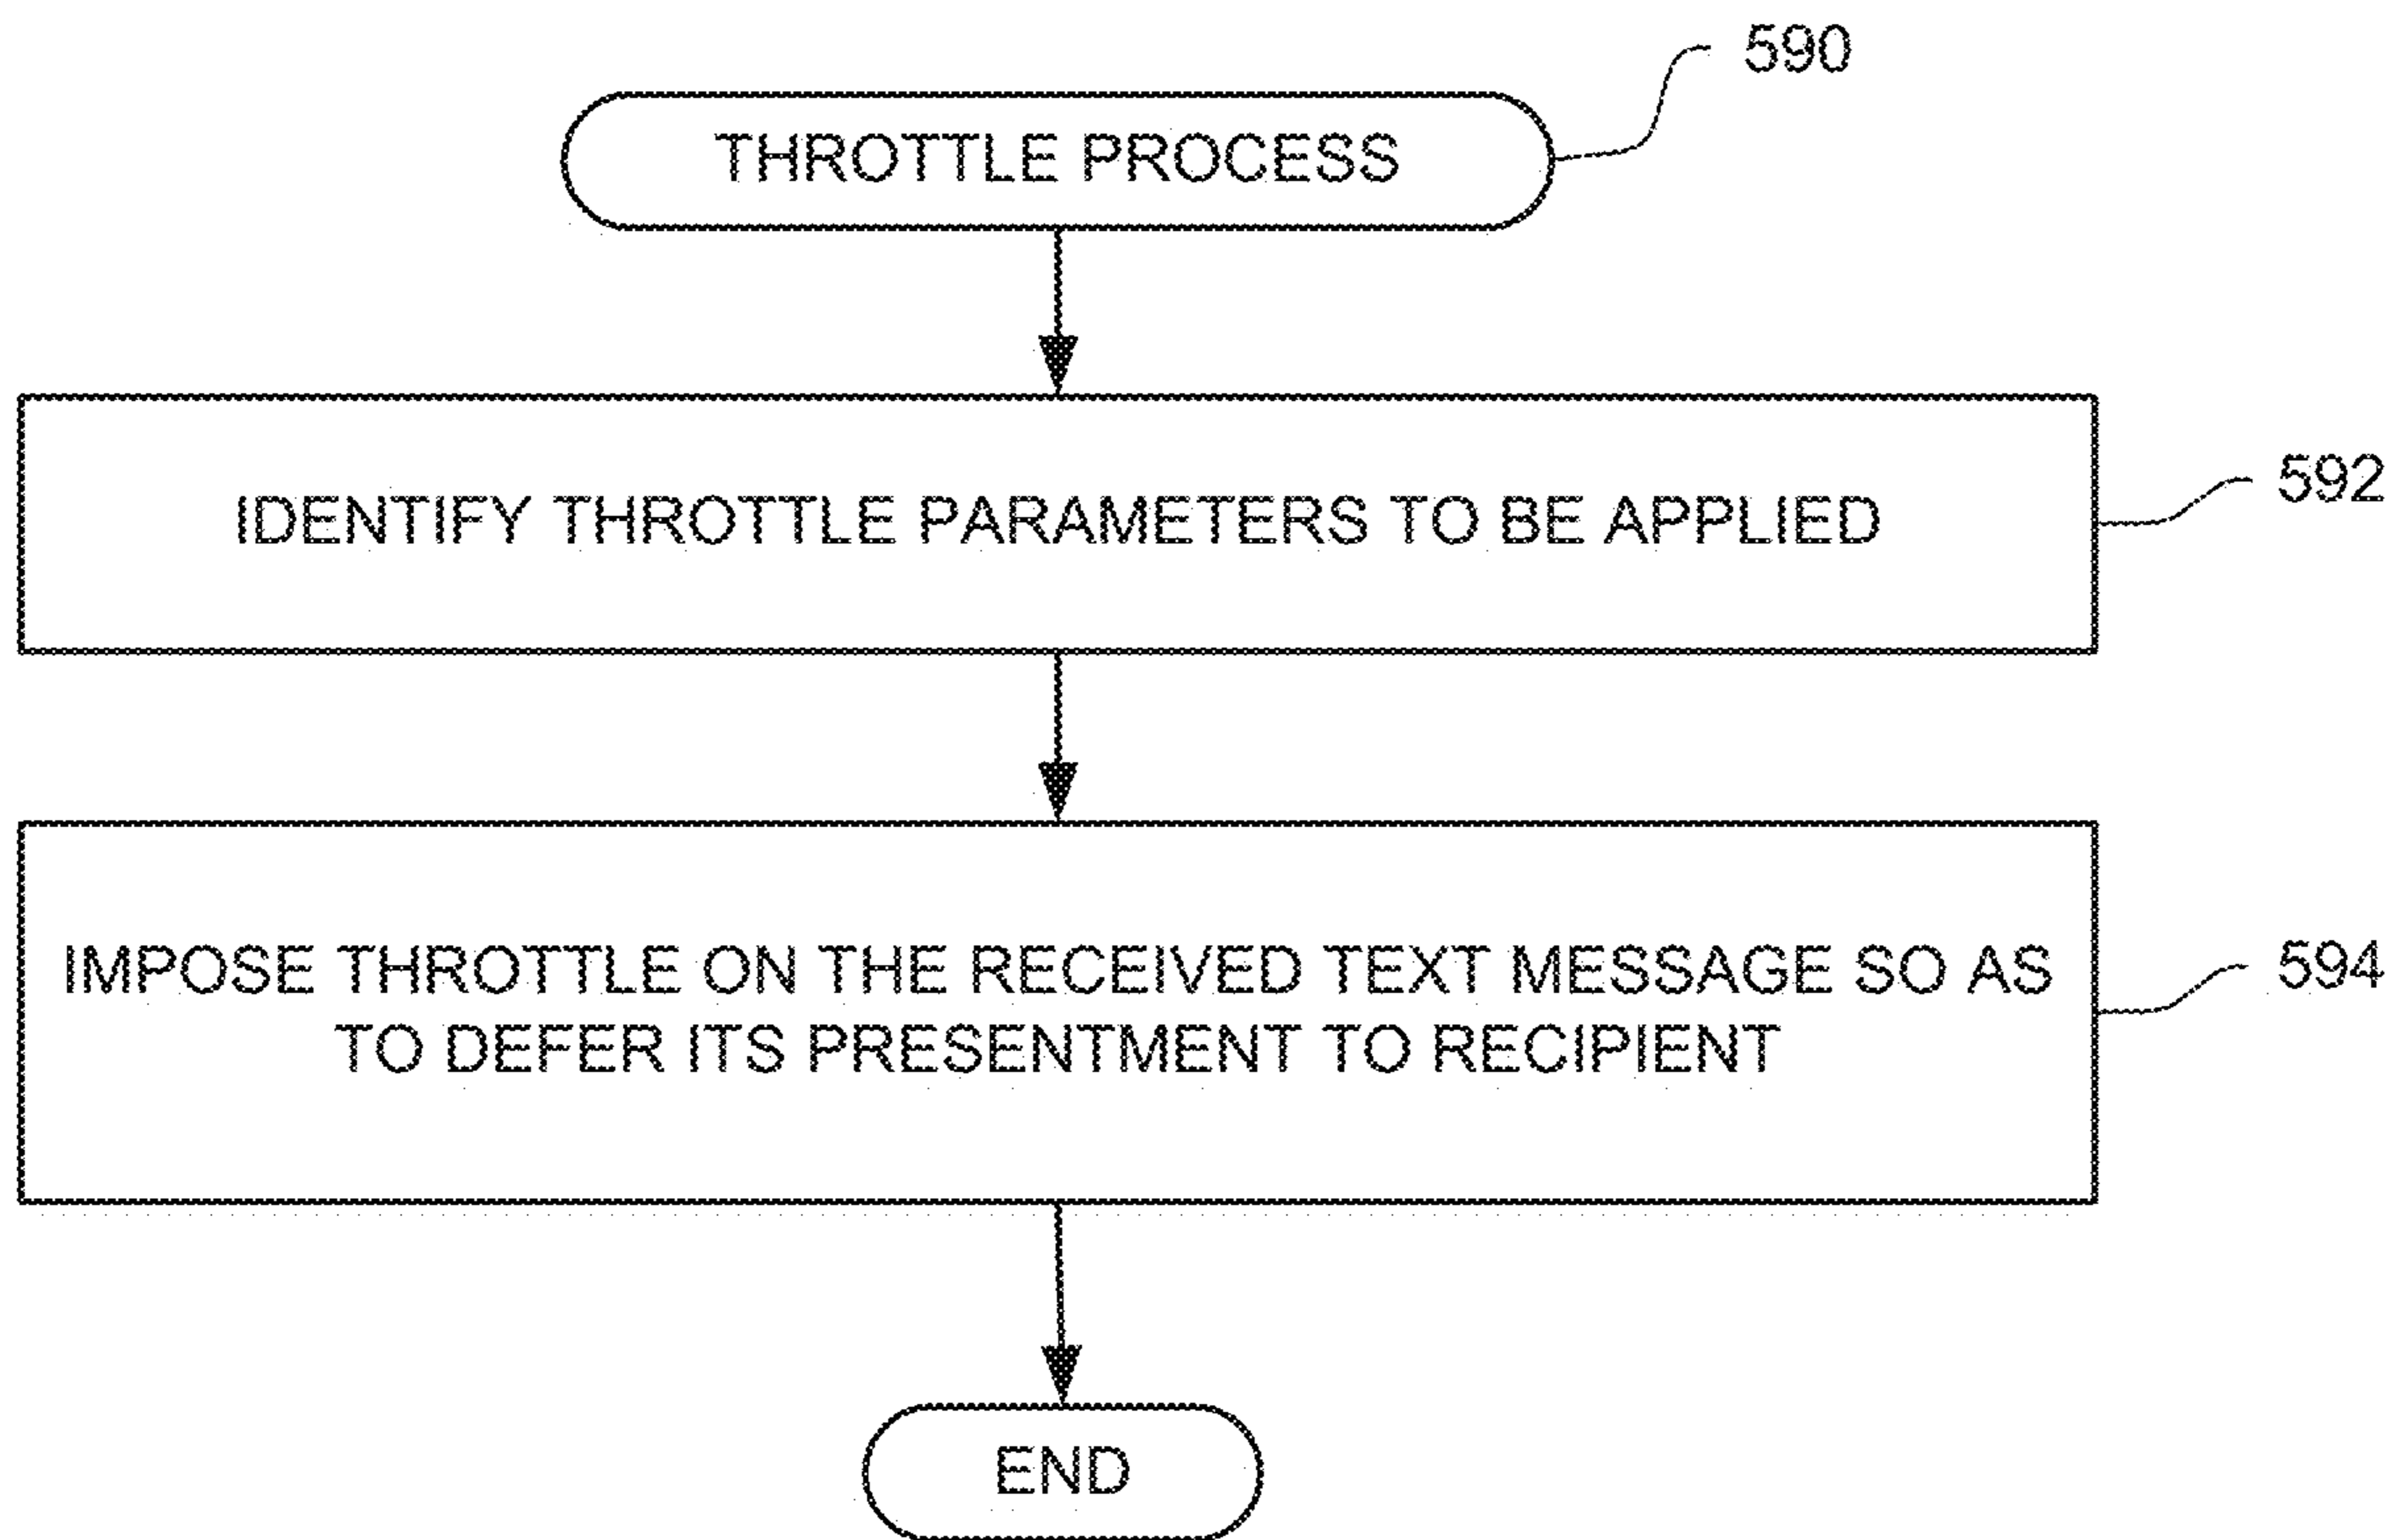 590
THROTTLE PROCESS
592
IDENTIFY THROTTLE PARAMETERS TO BE APPLIED
594
IMPOSE THROTTLE ON THE RECEIVED TEXT MESSAGE SO AS
TO DEFER ITS PRESENTMENT TO RECIPIENT
END